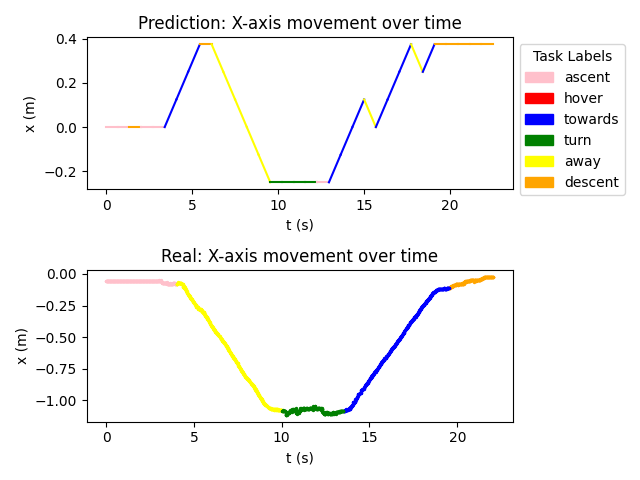 Prediction: X-axis movement over time
0.4
0.2
0.0
−0.2
x (m)
0 5 10 15 20
t (s)
Task Labels
ascent
hover
towards
turn
away
descent
Real: X-axis movement over time
0.00
−0.25
−0.50
−0.75
−1.00
x (m)
0 5 10 15 20
t (s)